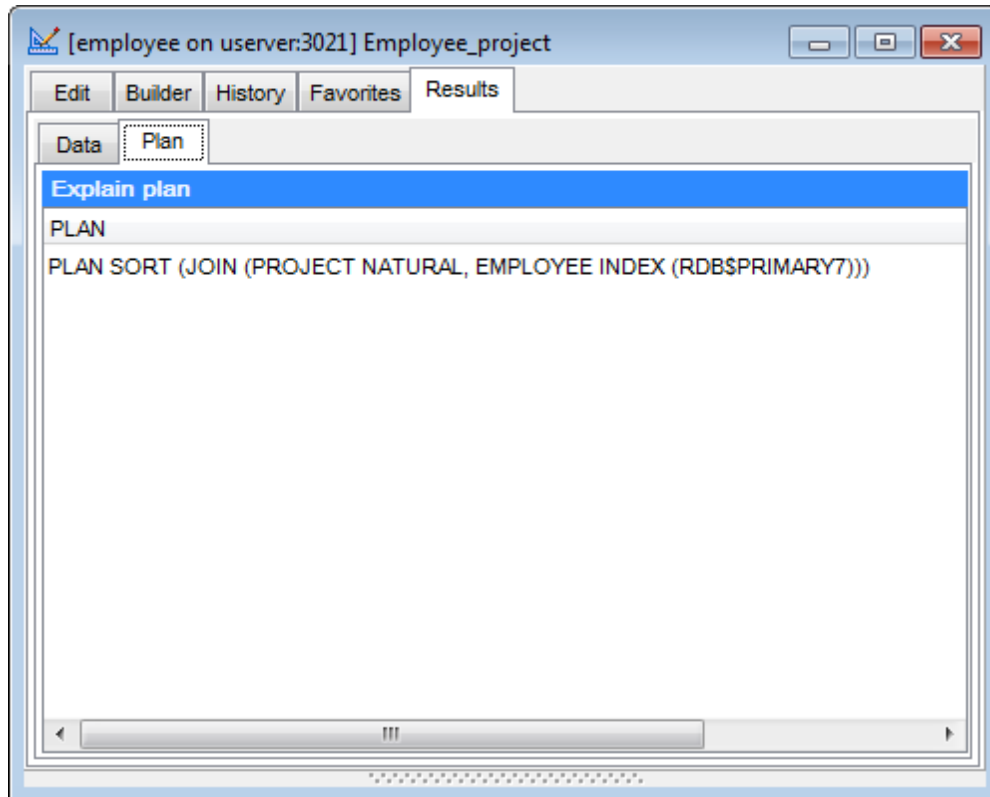 [employee on userver:3021] Employee_project
Edit Builder History Favorites Results
Data Plan
Explain plan
PLAN
PLAN SORT (JOIN (PROJECT NATURAL, EMPLOYEE INDEX (RDB$PRIMARY7)))